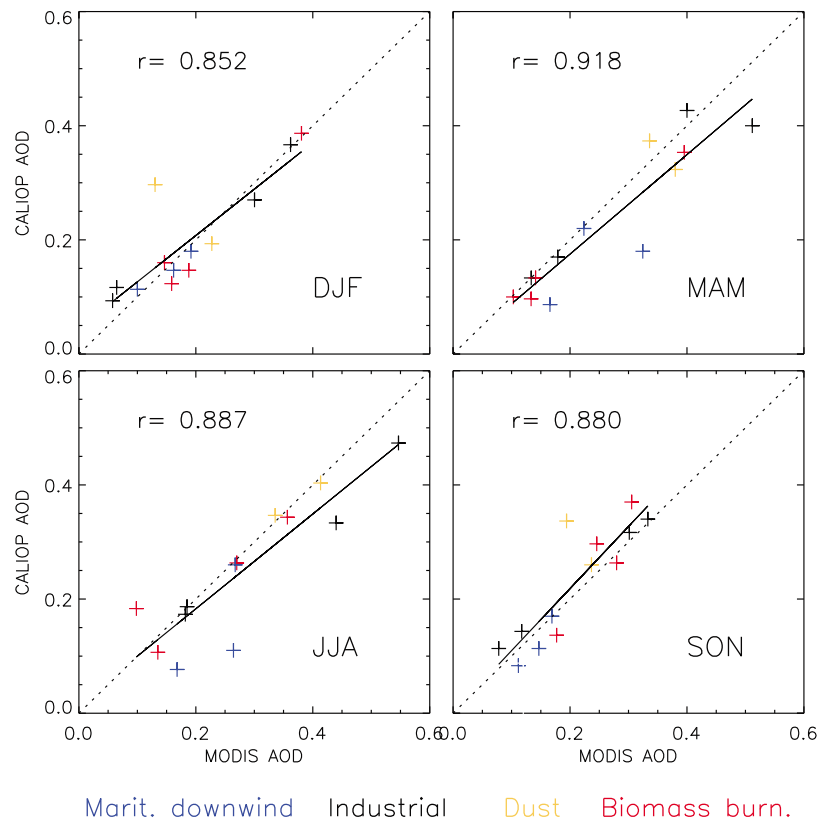 0.6
r= 0.852
r= 0.918
0.4
CALIOP AOD
0.2
DJF
MAM
0.0
0.6
r= 0.887
r= 0.880
0.4
CALIOP AOD
0.2
JJA
SON
0.0
0.0 0.2 0.4 0.6 0.0 0.2 0.4 0.6
MODIS AOD MODIS AOD
Marit. downwind Industrial Dust Biomass burn.